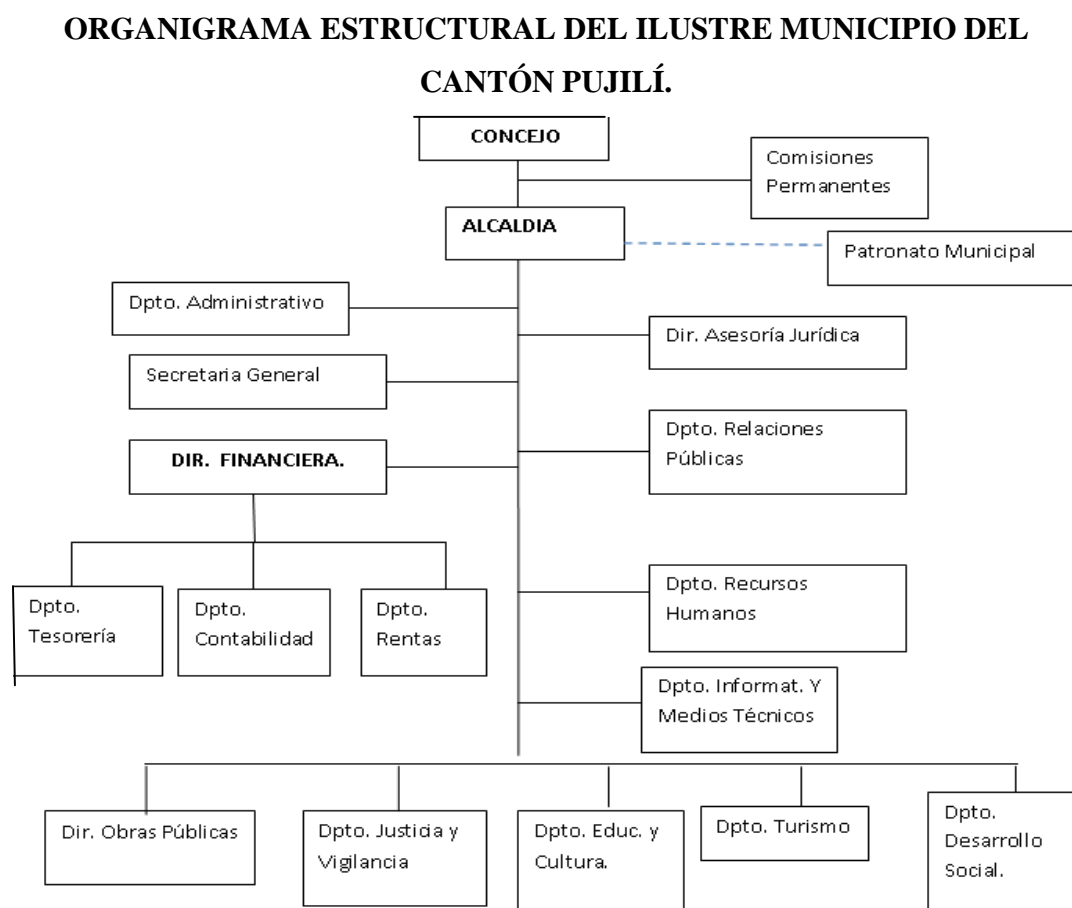 ORGANIGRAMA ESTRUCTURAL DEL ILUSTRE MUNICIPIO DEL
CANTÓN PUJILÍ.
CONCEJO
Comisiones
Permanentes
ALCALDIA
Patronato Municipal
Dpto. Administrativo
Dir. Asesoría Jurídica
Secretaria General
Dpto. Relaciones
Públicas
DIR. FINANCIERA.
Dpto.
Tesorería
Dpto.
Contabilidad
Dpto.
Rentas
Dpto. Recursos
Humanos
Dpto. Informat. Y
Medios Técnicos
Dir. Obras Públicas
Dpto. Justicia y
Vigilancia
Dpto. Educ. y
Cultura.
Dpto. Turismo
Dpto.
Desarrollo
Social.